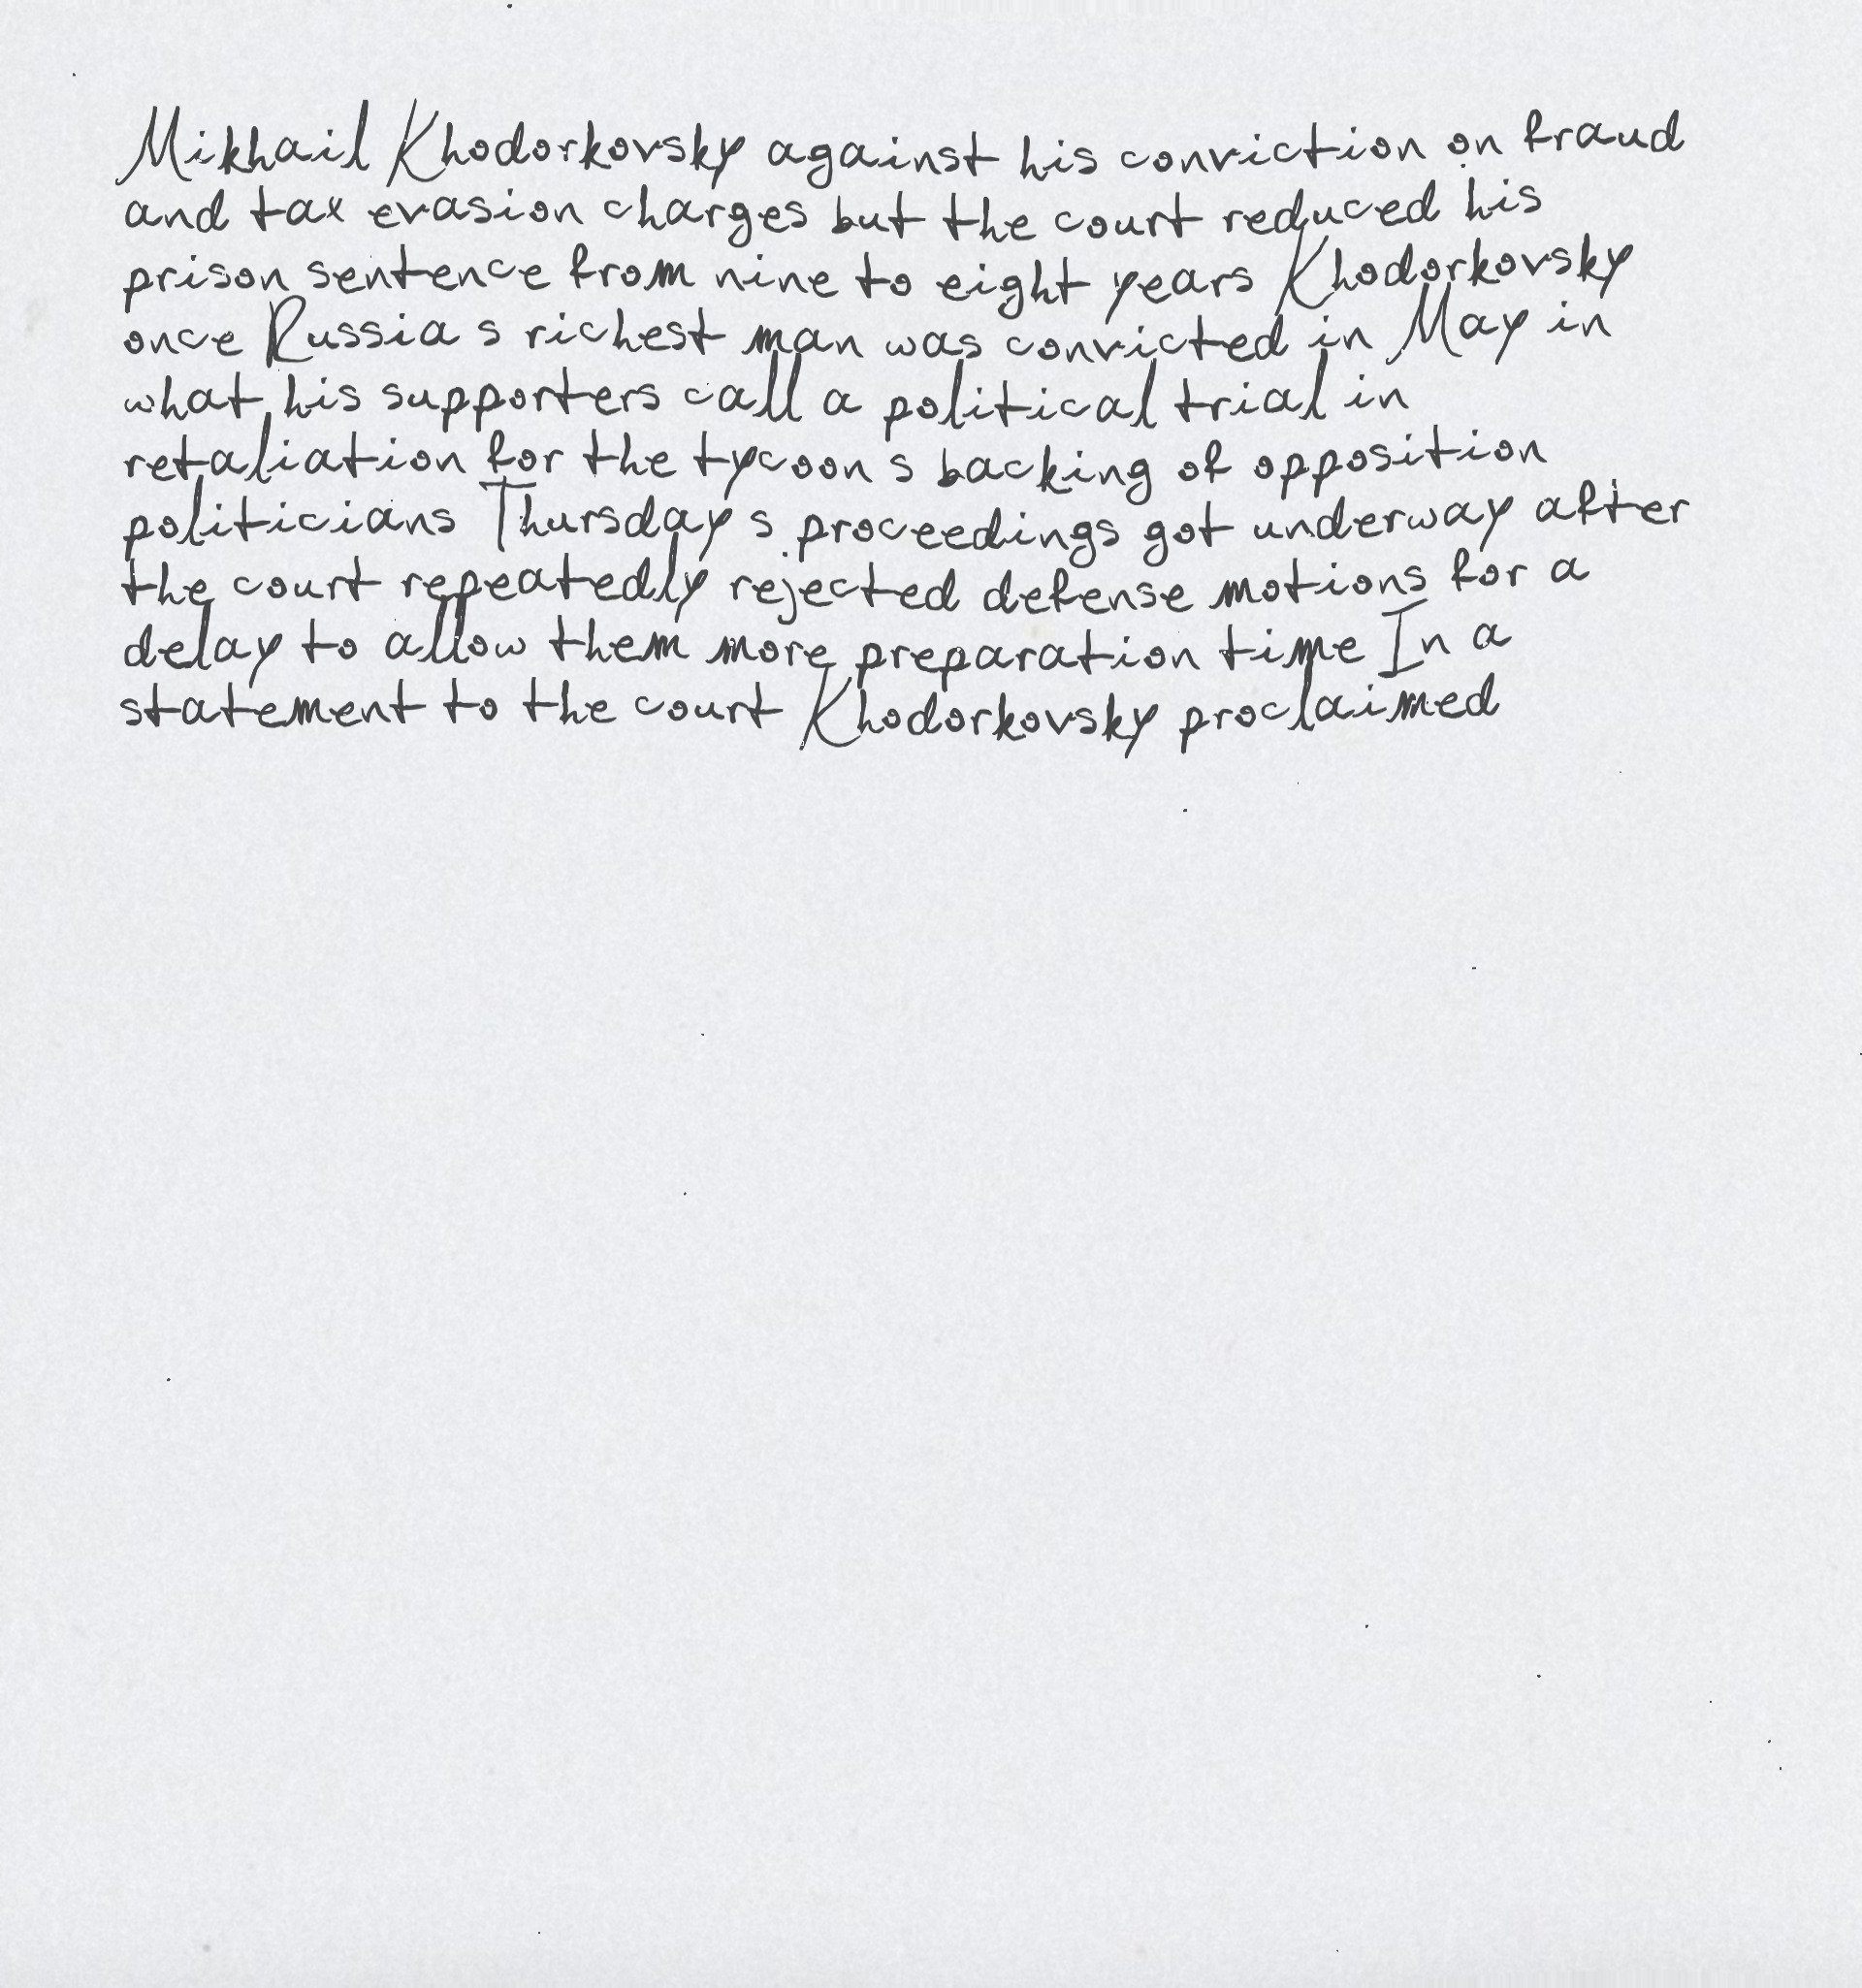 Mikhail Khodorkovsky against his conviction on fraud
and tax evasion charges but the court reduced his
prison sentence from nine to eight years Khodorkovsky
once Russia s richest man was convicted in May in
what his supporters call a political trial in
retaliation for the tycoon s backing of opposition
politicians Thursday s proceedings got underway after
the court repeatedly rejected defense motions for a
delay to allow them more preparation time In a
statement to the court Khodorkovsky proclaimed